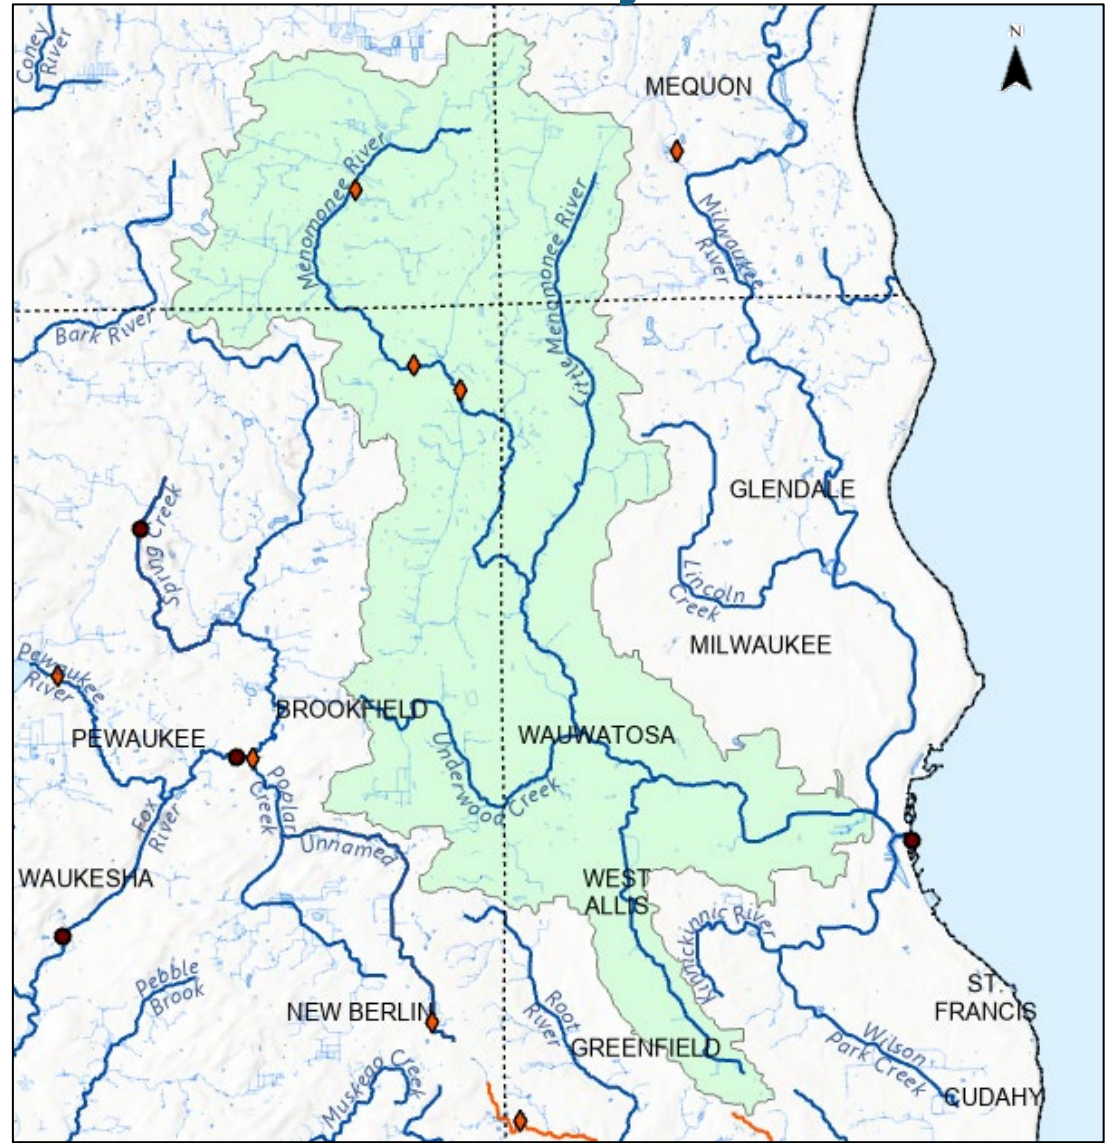 Coney
River
N
MEQUON
Menomonee River
Little Menomonee River
Milwaukee
River
Bark River
GLENDALE
Spring Creek
Lincoln
Creek
MILWAUKEE
Pewaukee
River
BROOKFIELD
PEWAUKEE
WAUWATOSA
Underwood Creek
Poplar
Creek
Fox
River
Unnamed
WAUKESHA
WEST
ALLIS
Kinnickinnic River
Pebble
Brook
ST.
FRANCIS
NEW BERLIN
Root
River
GREENFIELD
Wilson
Park Creek
Muskego Creek
CUDAHY